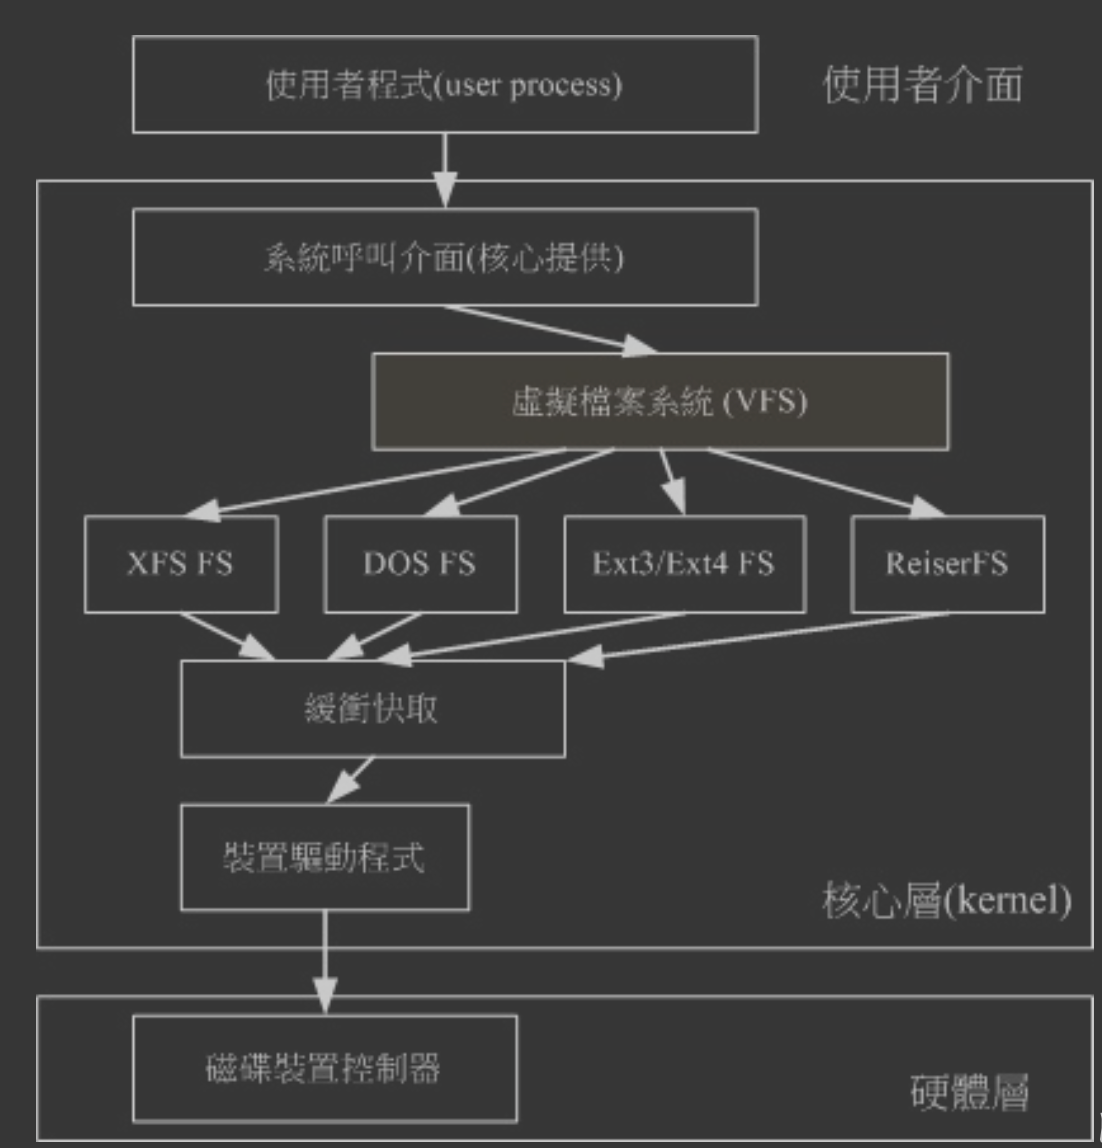 使用者程式(user process)
使用者介面
系統呼叫介面(核心提供)
虛擬檔案系統 (VFS)
XFS FS
DOS FS
Ext3/Ext4 FS
ReiserFS
緩衝快取
裝置驅動程式
核心層(kernel)
磁碟裝置控制器
硬體層